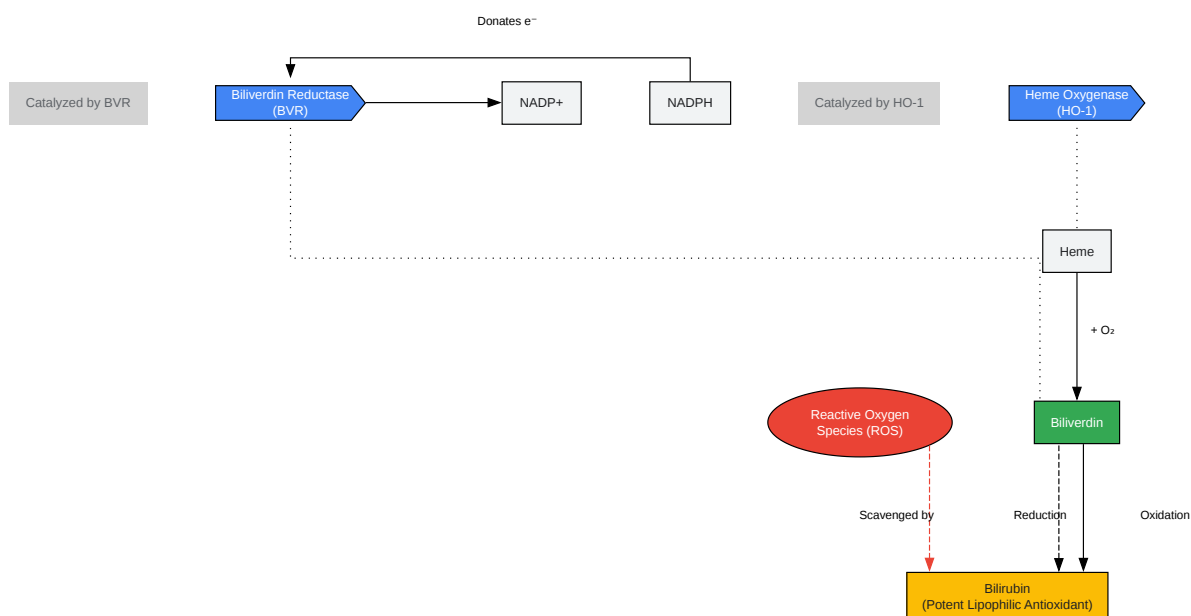 Donates e⁻
Catalyzed by BVR
Biliverdin Reductase
(BVR)
NADP+
NADPH
Catalyzed by HO-1
Heme Oxygenase
(HO-1)
Heme
+ O₂
Reactive Oxygen
Species (ROS)
Biliverdin
Scavenged by
Reduction
Oxidation
Bilirubin
(Potent Lipophilic Antioxidant)